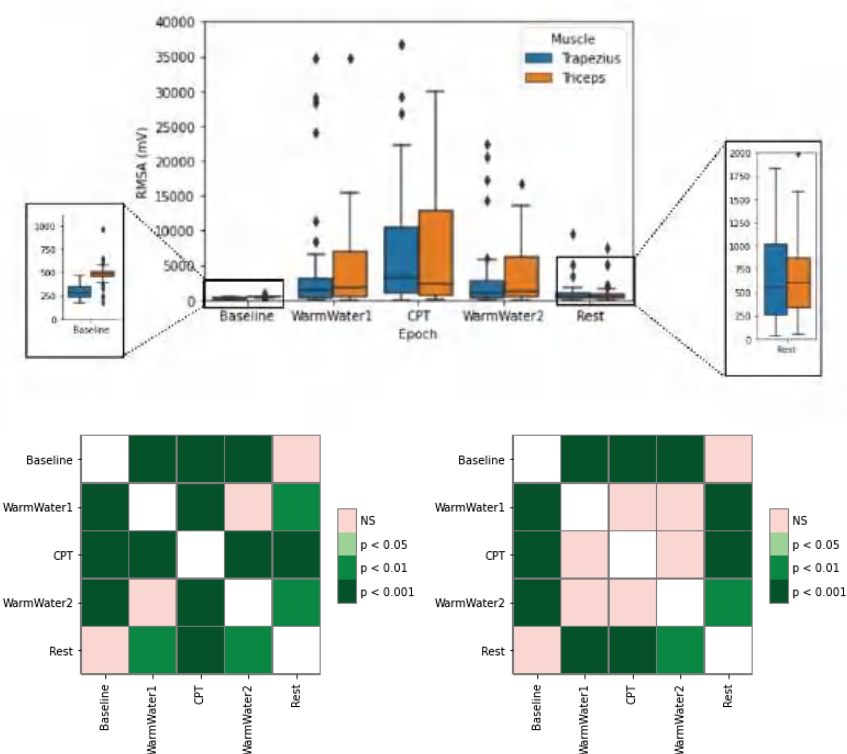 40000
35000
30000
25000
20000
15000
10000
5000
0
RMSA (mV)
Muscle
Trapezius
Triceps
Baseline
WarmWater1
CPT
WarmWater2
Rest
Epoch
1000
750
500
250
0
Baseline
2000
1750
1500
1250
1000
750
500
250
0
Rest
Baseline
WarmWater1
CPT
WarmWater2
Rest
Baseline
WarmWater1
CPT
WarmWater2
Rest
NS
p < 0.05
p < 0.01
p < 0.001
Baseline
WarmWater1
CPT
WarmWater2
Rest
Baseline
WarmWater1
CPT
WarmWater2
Rest
NS
p < 0.05
p < 0.01
p < 0.001